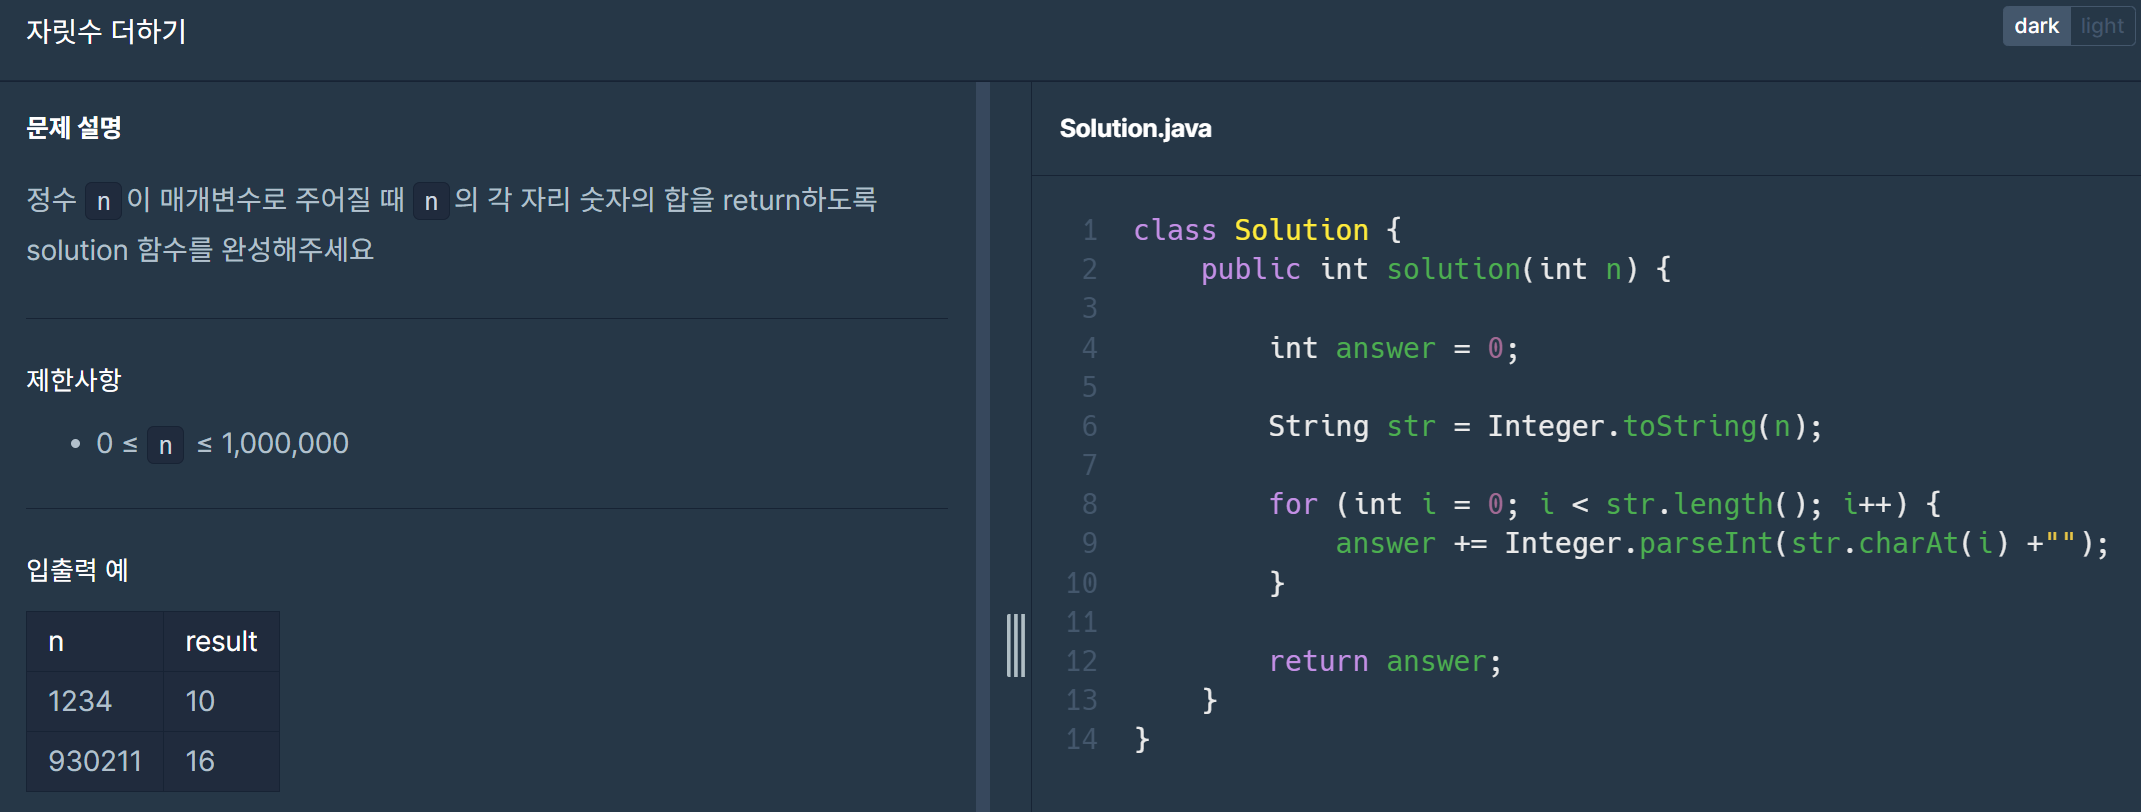 자릿수 더하기
dark light
문제 설명
정수 n 이 매개변수로 주어질 때 n 의 각 자리 숫자의 합을 return하도록
solution 함수를 완성해주세요
제한사항
• 0 ≤ n ≤ 1,000,000
입출력 예
n result
1234 10
930211 16
Solution.java
1 class Solution {
2     public int solution(int n) {
3
4         int answer = 0;
5
6         String str = Integer.toString(n);
7
8         for (int i = 0; i < str.length(); i++) {
9             answer += Integer.parseInt(str.charAt(i) +"");
10         }
11
12         return answer;
13     }
14 }